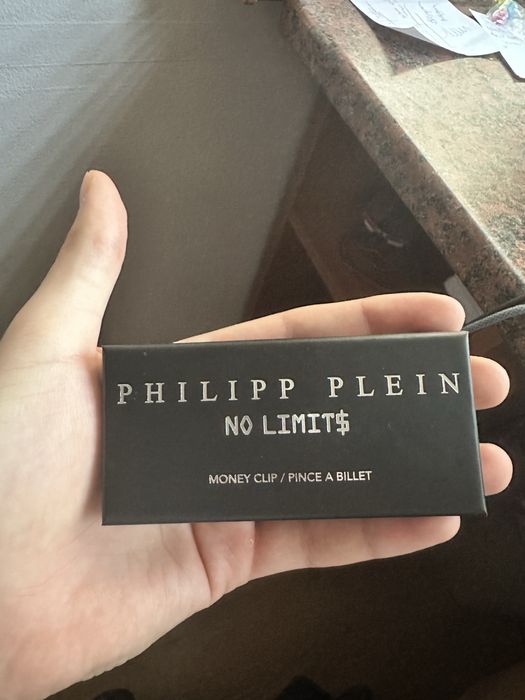 PHILIPP PLEIN
NO LIMIT$
MONEY CLIP / PINCE A BILLET